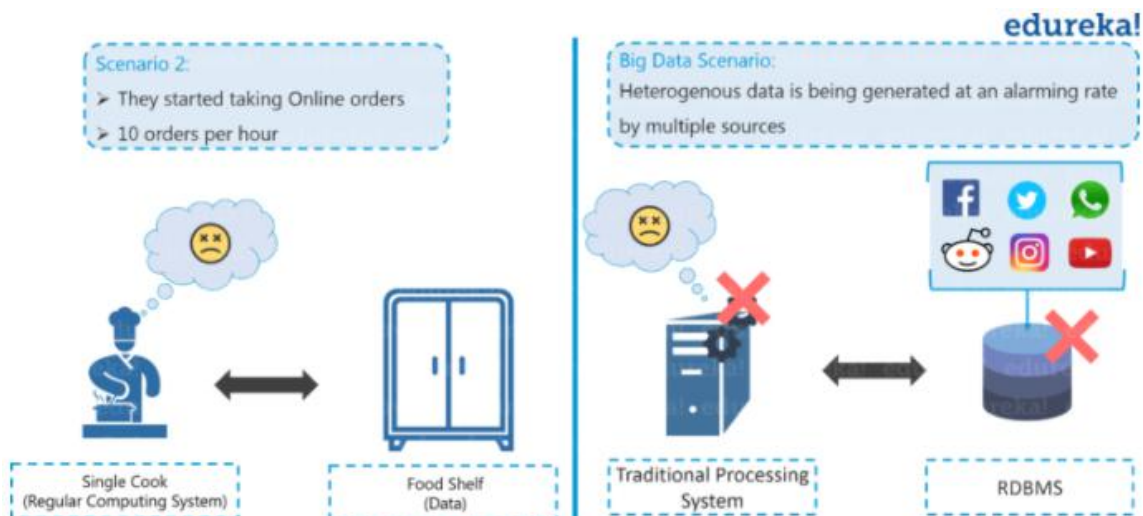 edureka!
Scenario 2:
➤ They started taking Online orders
➤ 10 orders per hour
Single Cook
(Regular Computing System)
Food Shelf
(Data)
Big Data Scenario:
Heterogenous data is being generated at an alarming rate
by multiple sources
Traditional Processing
System
RDBMS